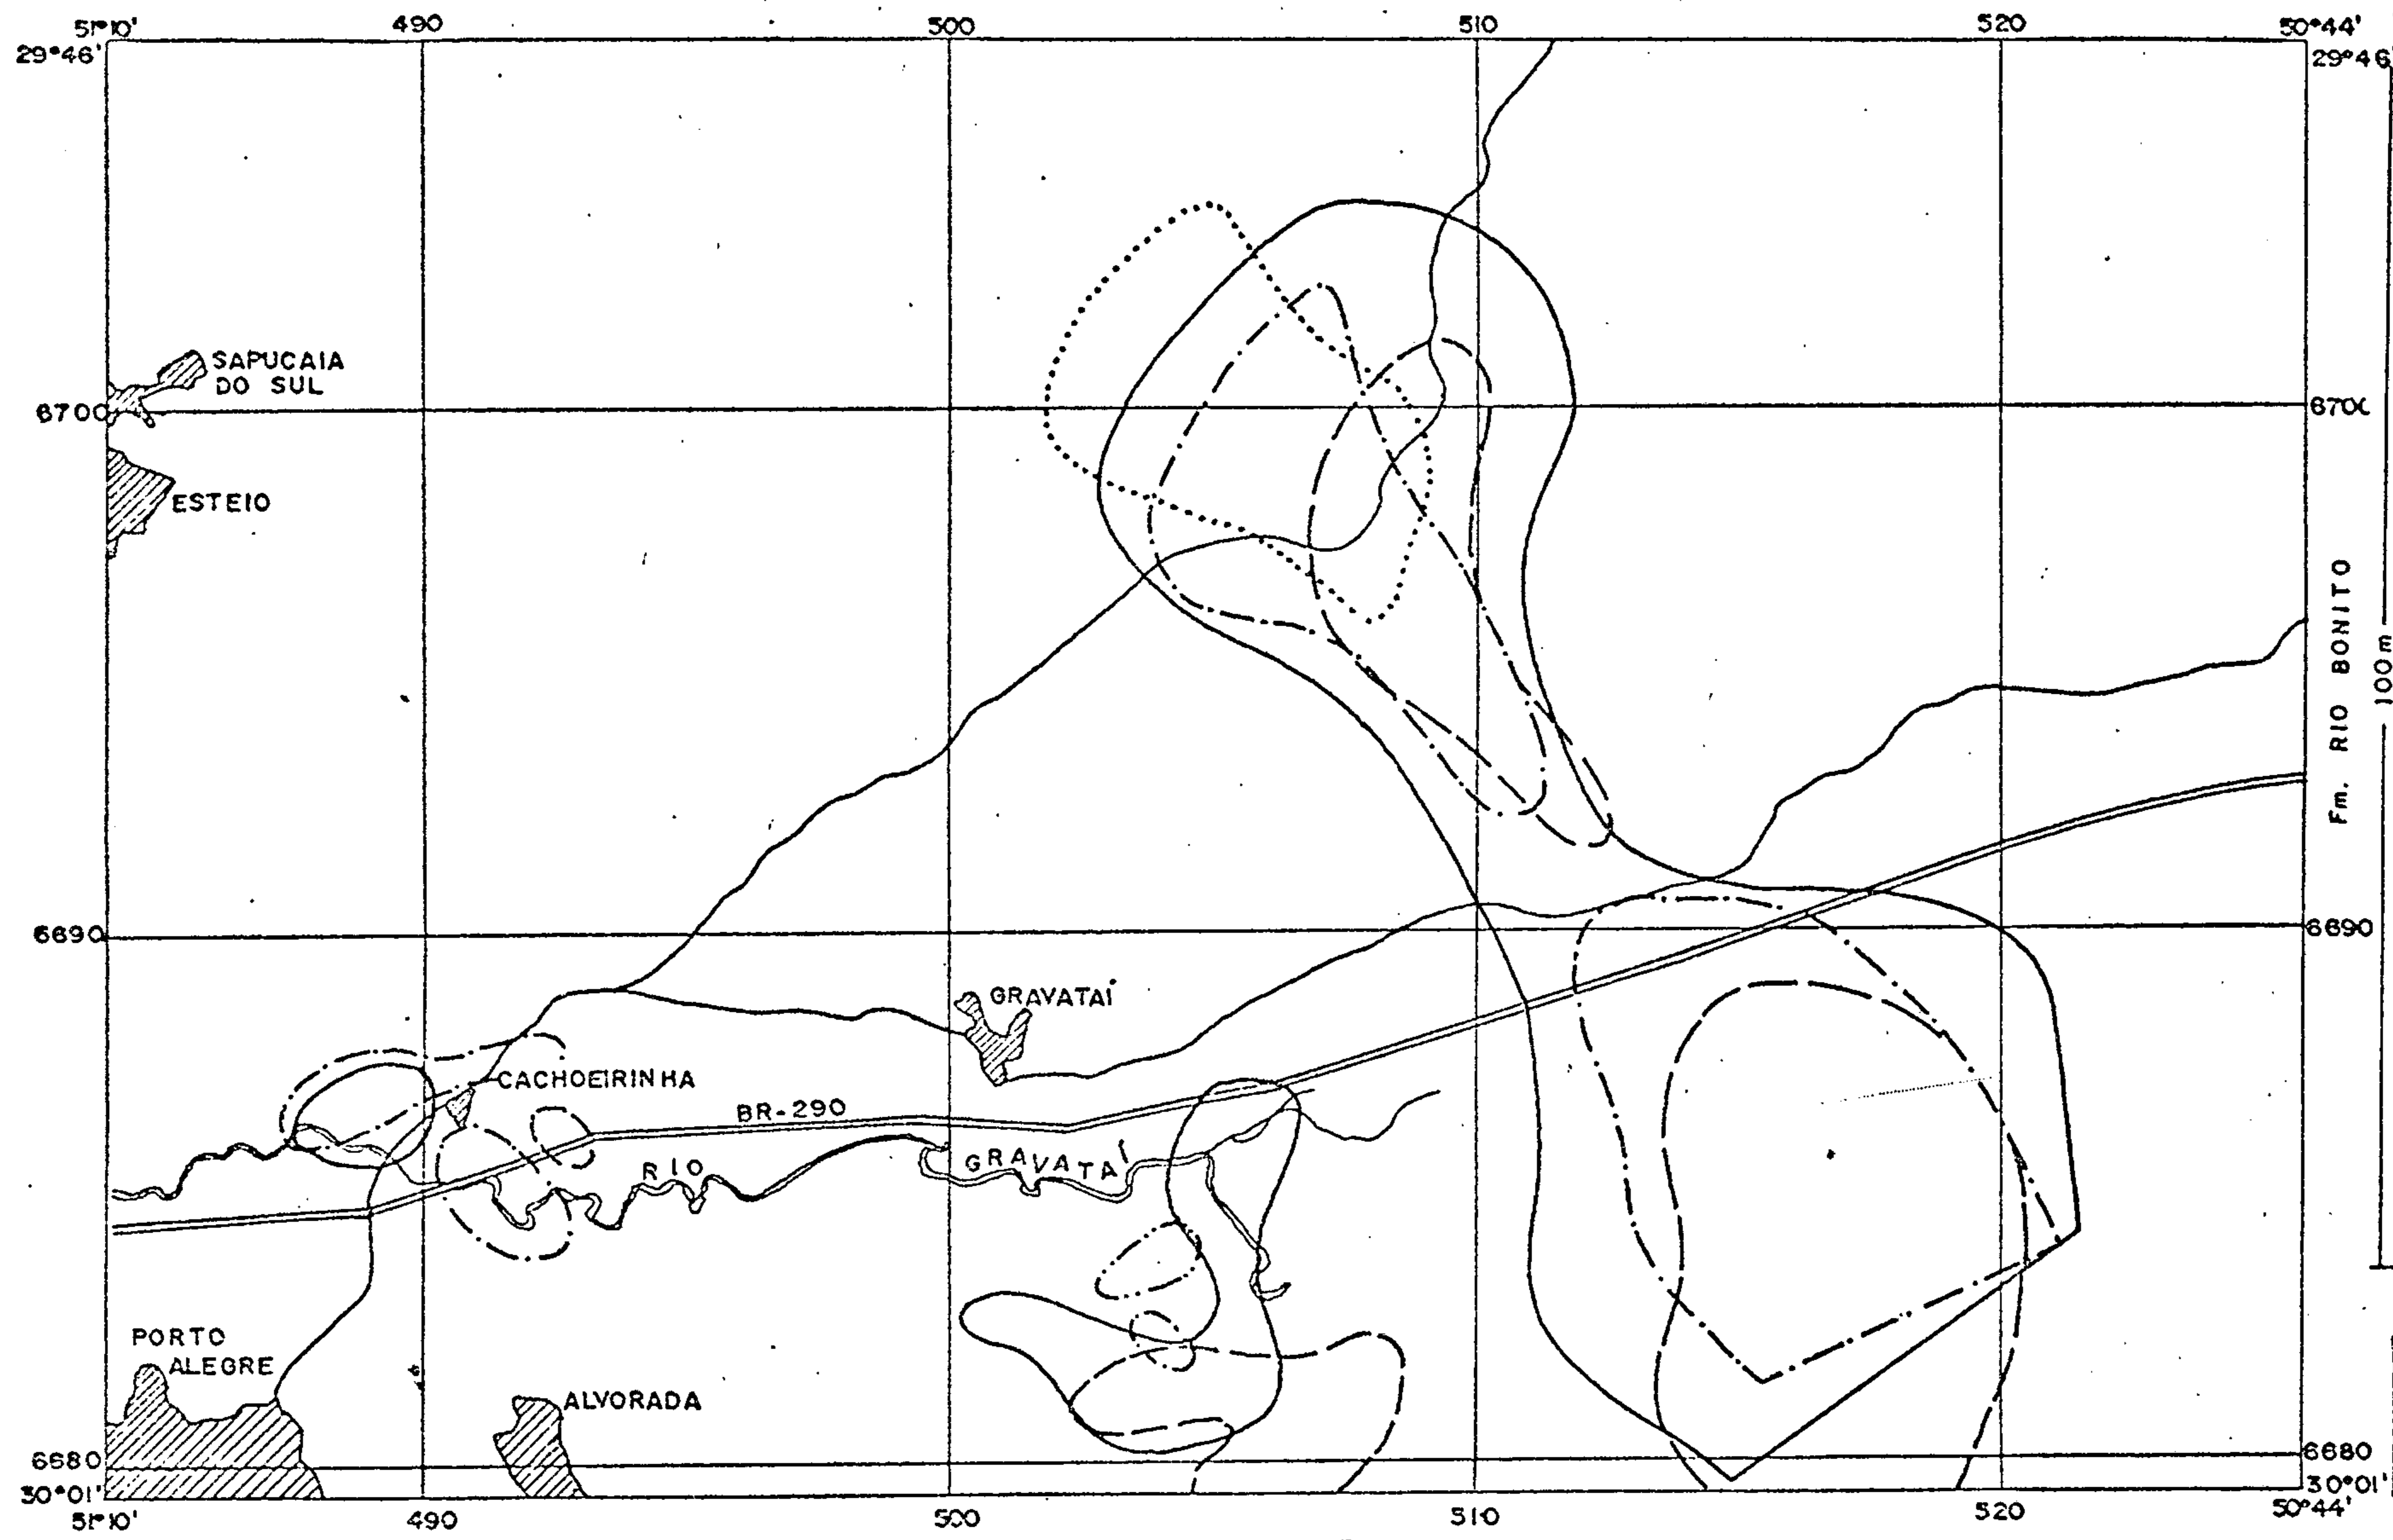 51°10'
490
500
510
520
50°44'
29°46'
29°46
SAPUCAIA
DO SUL
6700
670
ESTEIO
Fm. RIO BONITO
100m
6690
6690
GRAVATAÍ
CACHOEIRINHA
BR-290
RIO
GRAVATAÍ
PORTO
ALEGRE
ALVORADA
6680
6680
30°01'
30°01'
51°10'
490
500
510
520
50°44'